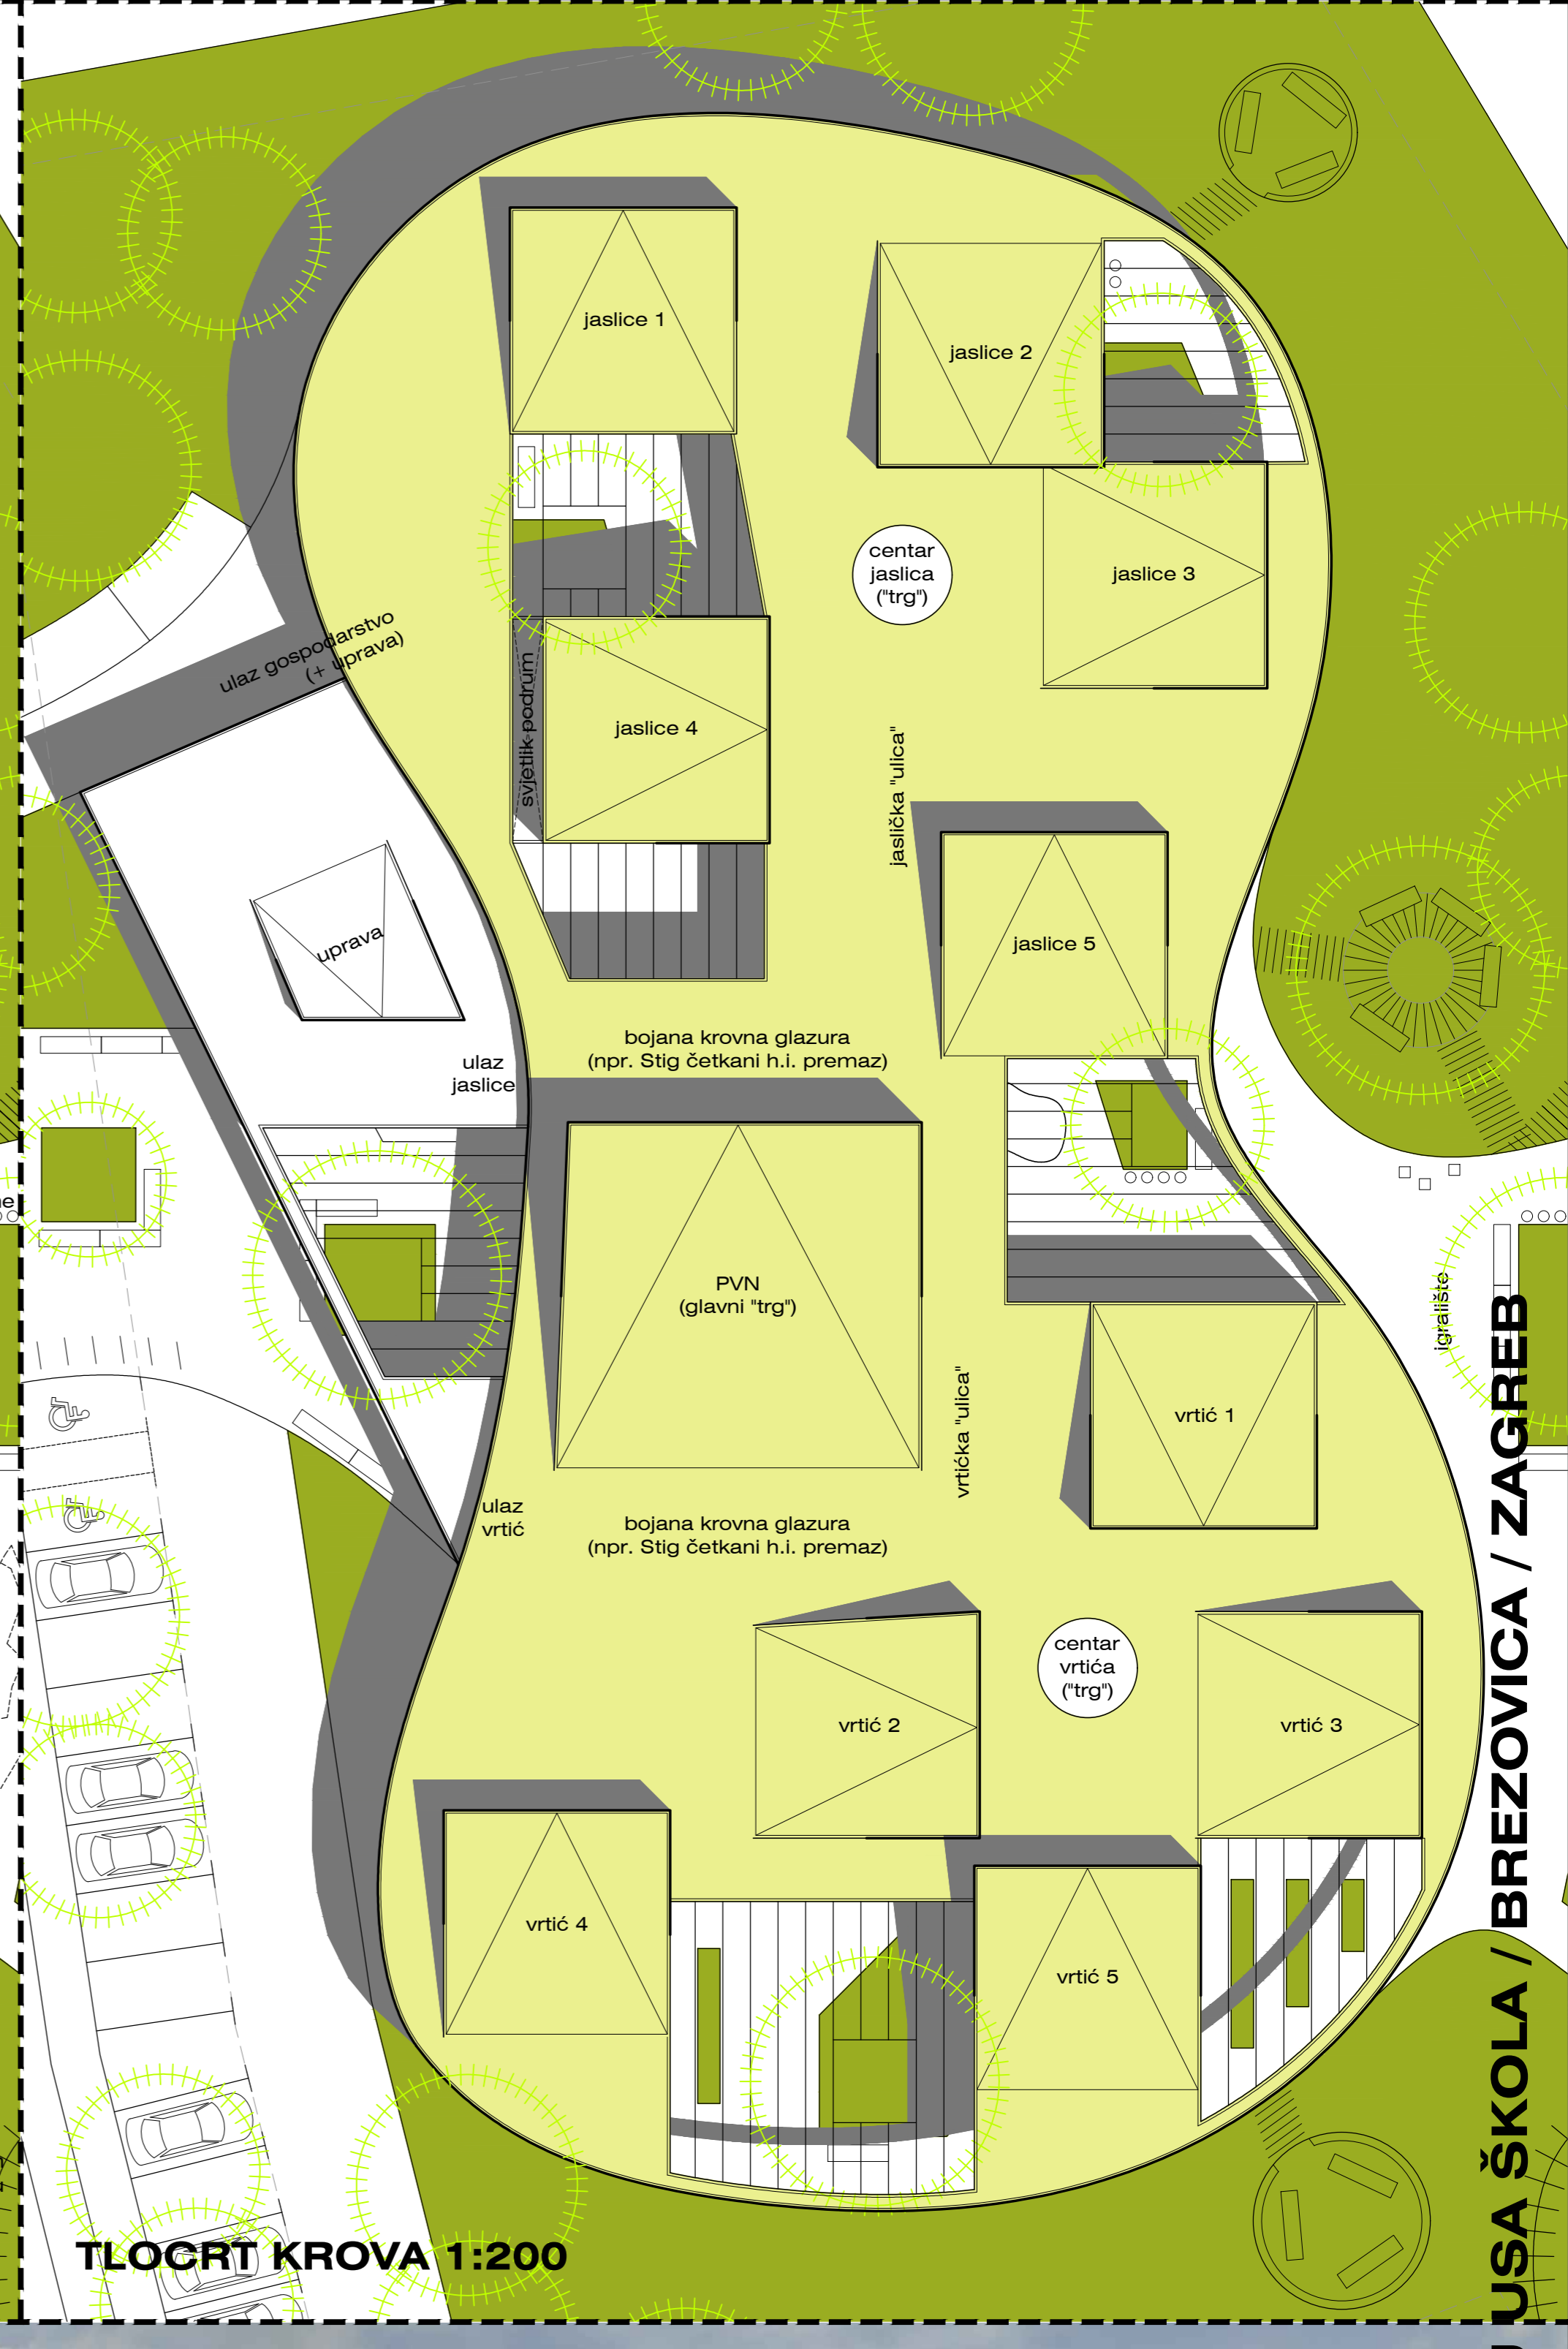 jaslice 1
jaslice 2
centar
jaslica
("trg")
jaslice 3
ulaz gospodarstvo
(+ uprava)
svjetlik podrum
jaslice 4
jaslička "ulica"
uprava
jaslice 5
ulaz
jaslice
bojana krovna glazura
(npr. Stig četkani h.i. premaz)
PVN
(glavni "trg")
igralište
vrtićka "ulica"
vrtić 1
ulaz
vrtić
bojana krovna glazura
(npr. Stig četkani h.i. premaz)
centar
vrtića
("trg")
vrtić 2
vrtić 3
vrtić 4
vrtić 5
TLOCRT KROVA 1:200
USA ŠKOLA / BREZOVICA / ZAGREB